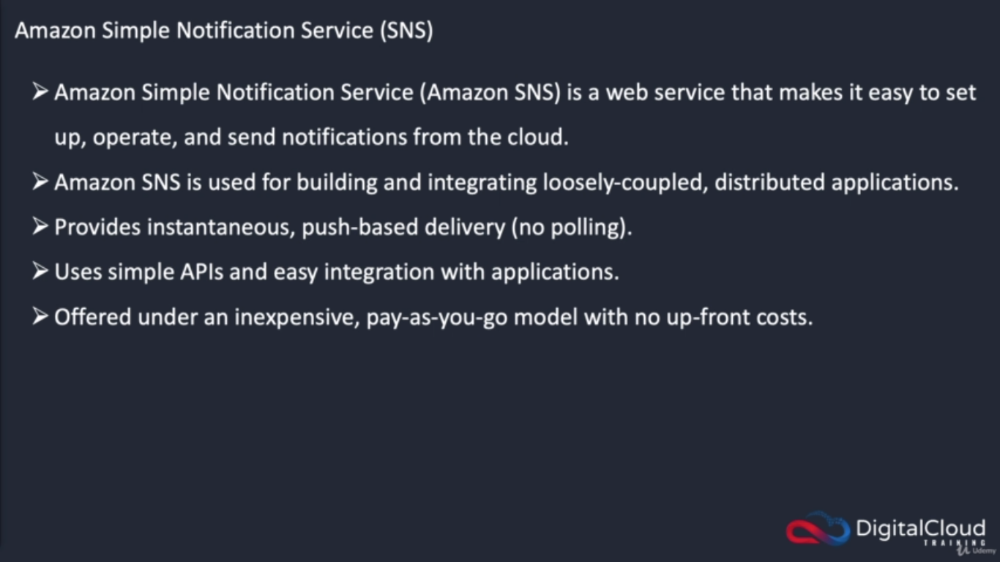 Amazon Simple Notification Service (SNS)
➢ Amazon Simple Notification Service (Amazon SNS) is a web service that makes it easy to set
up, operate, and send notifications from the cloud.
➢ Amazon SNS is used for building and integrating loosely-coupled, distributed applications.
➢ Provides instantaneous, push-based delivery (no polling).
➢ Uses simple APIs and easy integration with applications.
➢ Offered under an inexpensive, pay-as-you-go model with no up-front costs.
DigitalCloud
TRAINING
Udemy